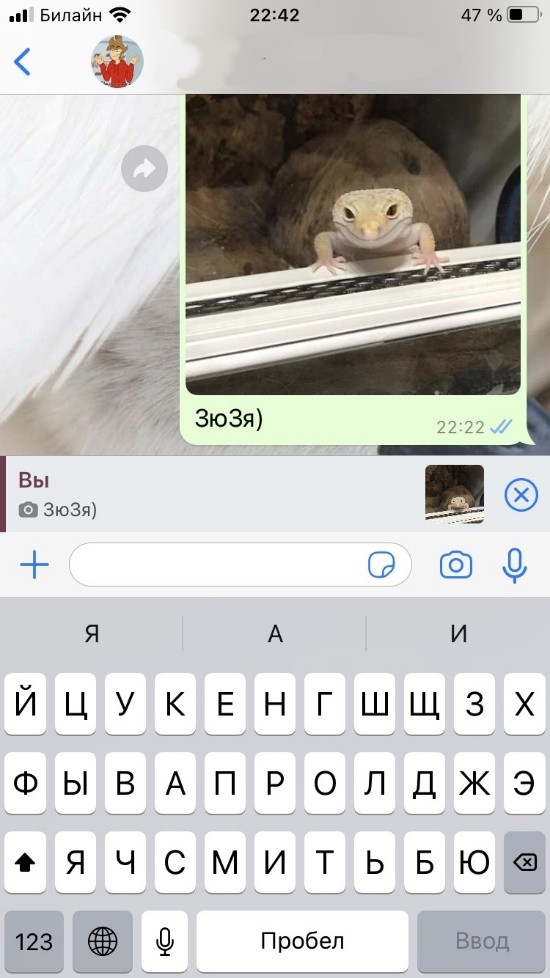 Билайн 22:42 47 %
ЗюЗя)
22:22
Вы
ЗюЗя)
Я А И
Й Ц У К Е Н Г Ш Щ З Х
Ф Ы В А П Р О Л Д Ж Э
Я Ч С М И Т Ь Б Ю
123 Пробел Ввод